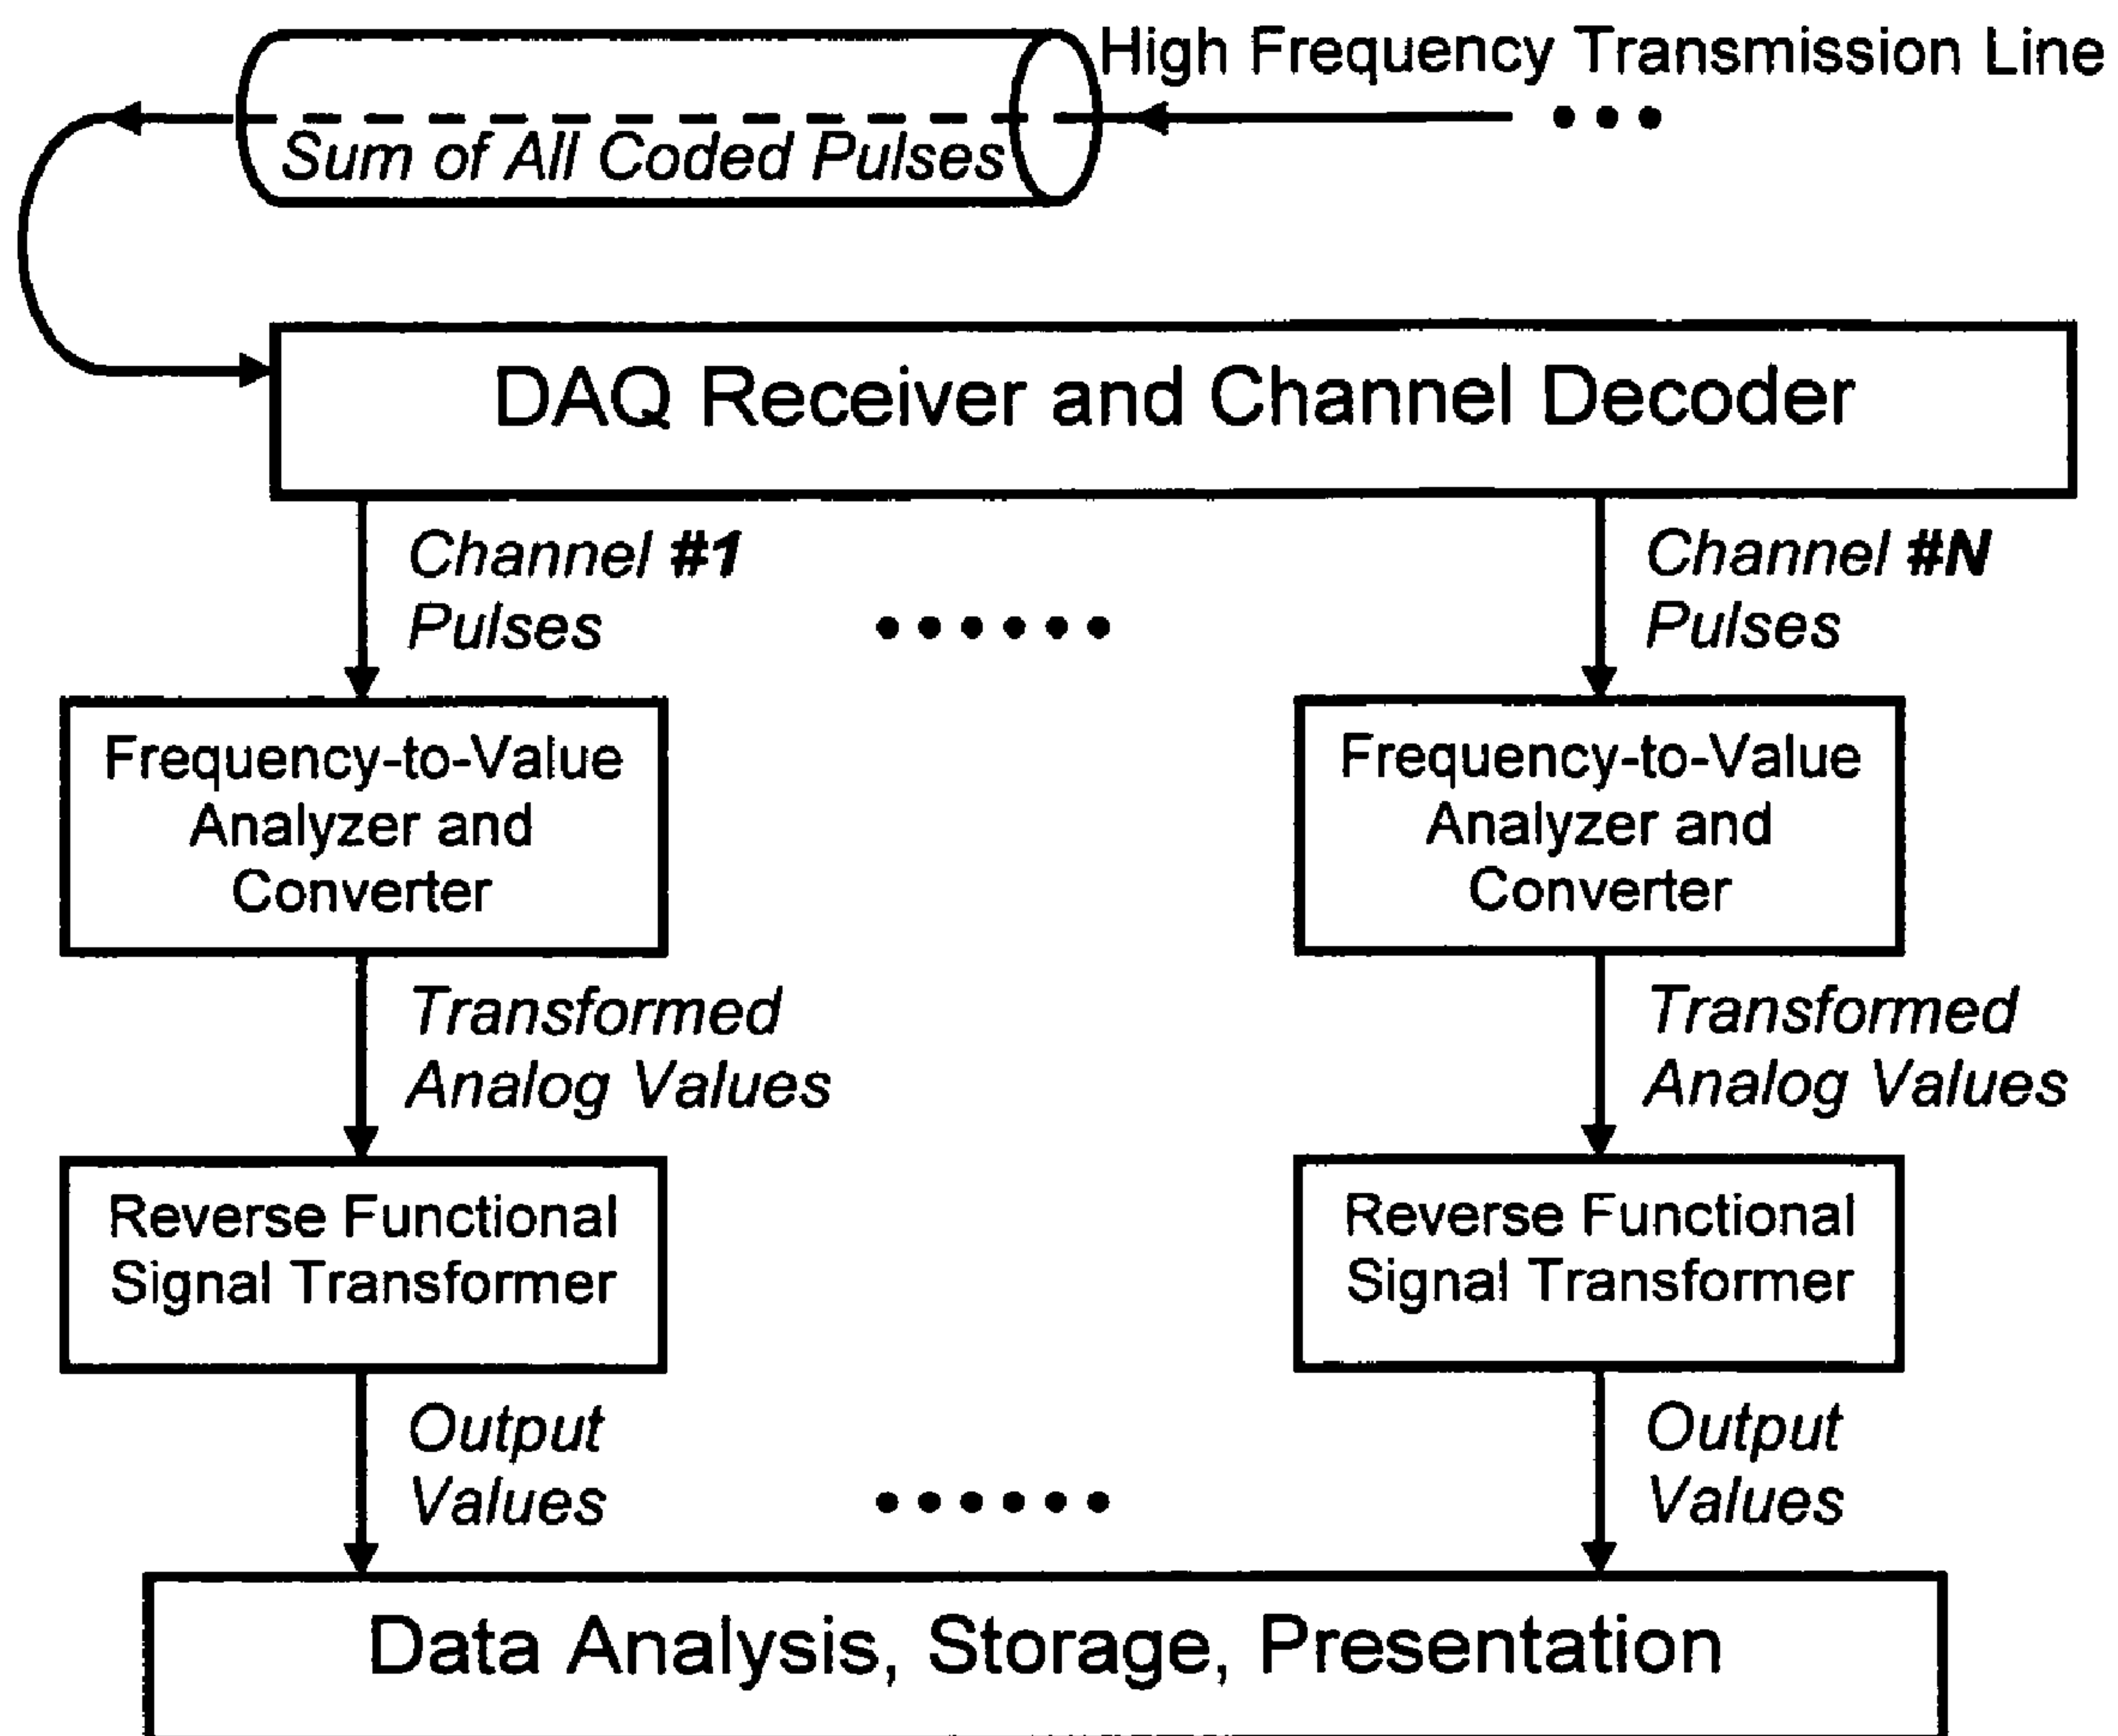 High Frequency Transmission Line
Sum of All Coded Pulses
DAQ Receiver and Channel Decoder
Channel #1
Pulses
Channel #N
Pulses
Frequency-to-Value
Analyzer and
Converter
Frequency-to-Value
Analyzer and
Converter
Transformed
Analog Values
Transformed
Analog Values
Reverse Functional
Signal Transformer
Reverse Functional
Signal Transformer
Output
Values
Output
Values
Data Analysis, Storage, Presentation